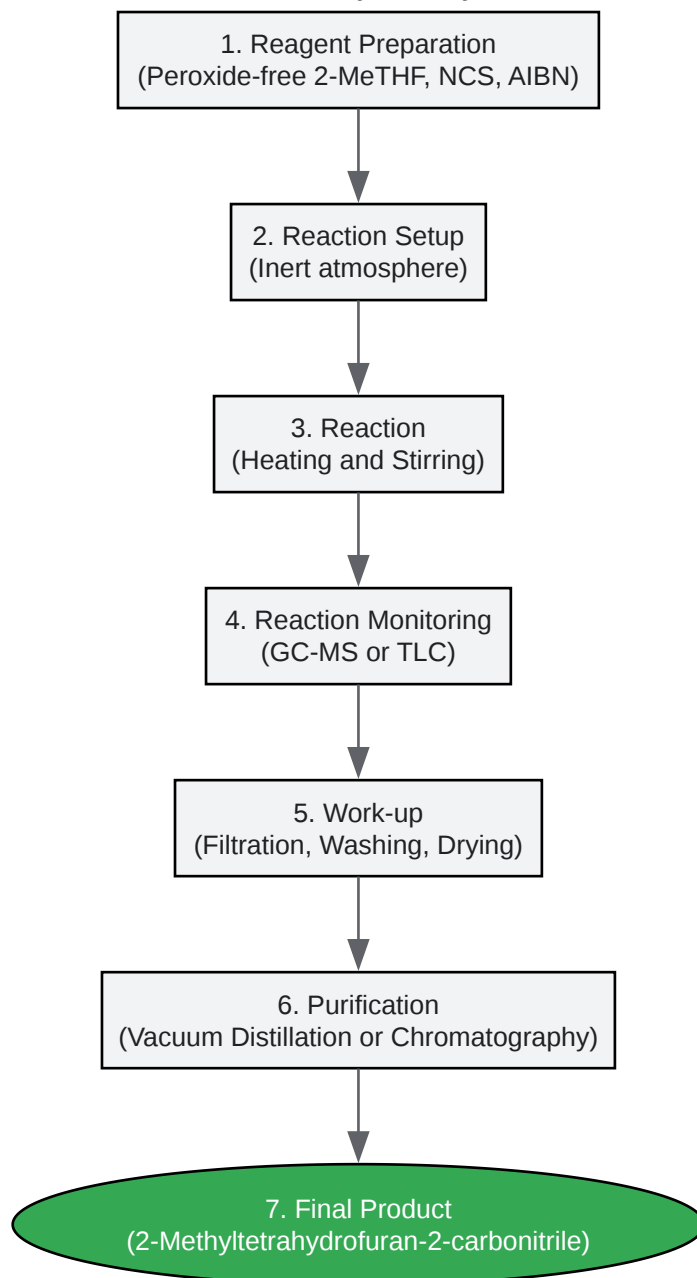 1. Reagent Preparation
(Peroxide-free 2-MeTHF, NCS, AIBN)
2. Reaction Setup
(Inert atmosphere)
3. Reaction
(Heating and Stirring)
4. Reaction Monitoring
(GC-MS or TLC)
5. Work-up
(Filtration, Washing, Drying)
6. Purification
(Vacuum Distillation or Chromatography)
7. Final Product
(2-Methyltetrahydrofuran-2-carbonitrile)